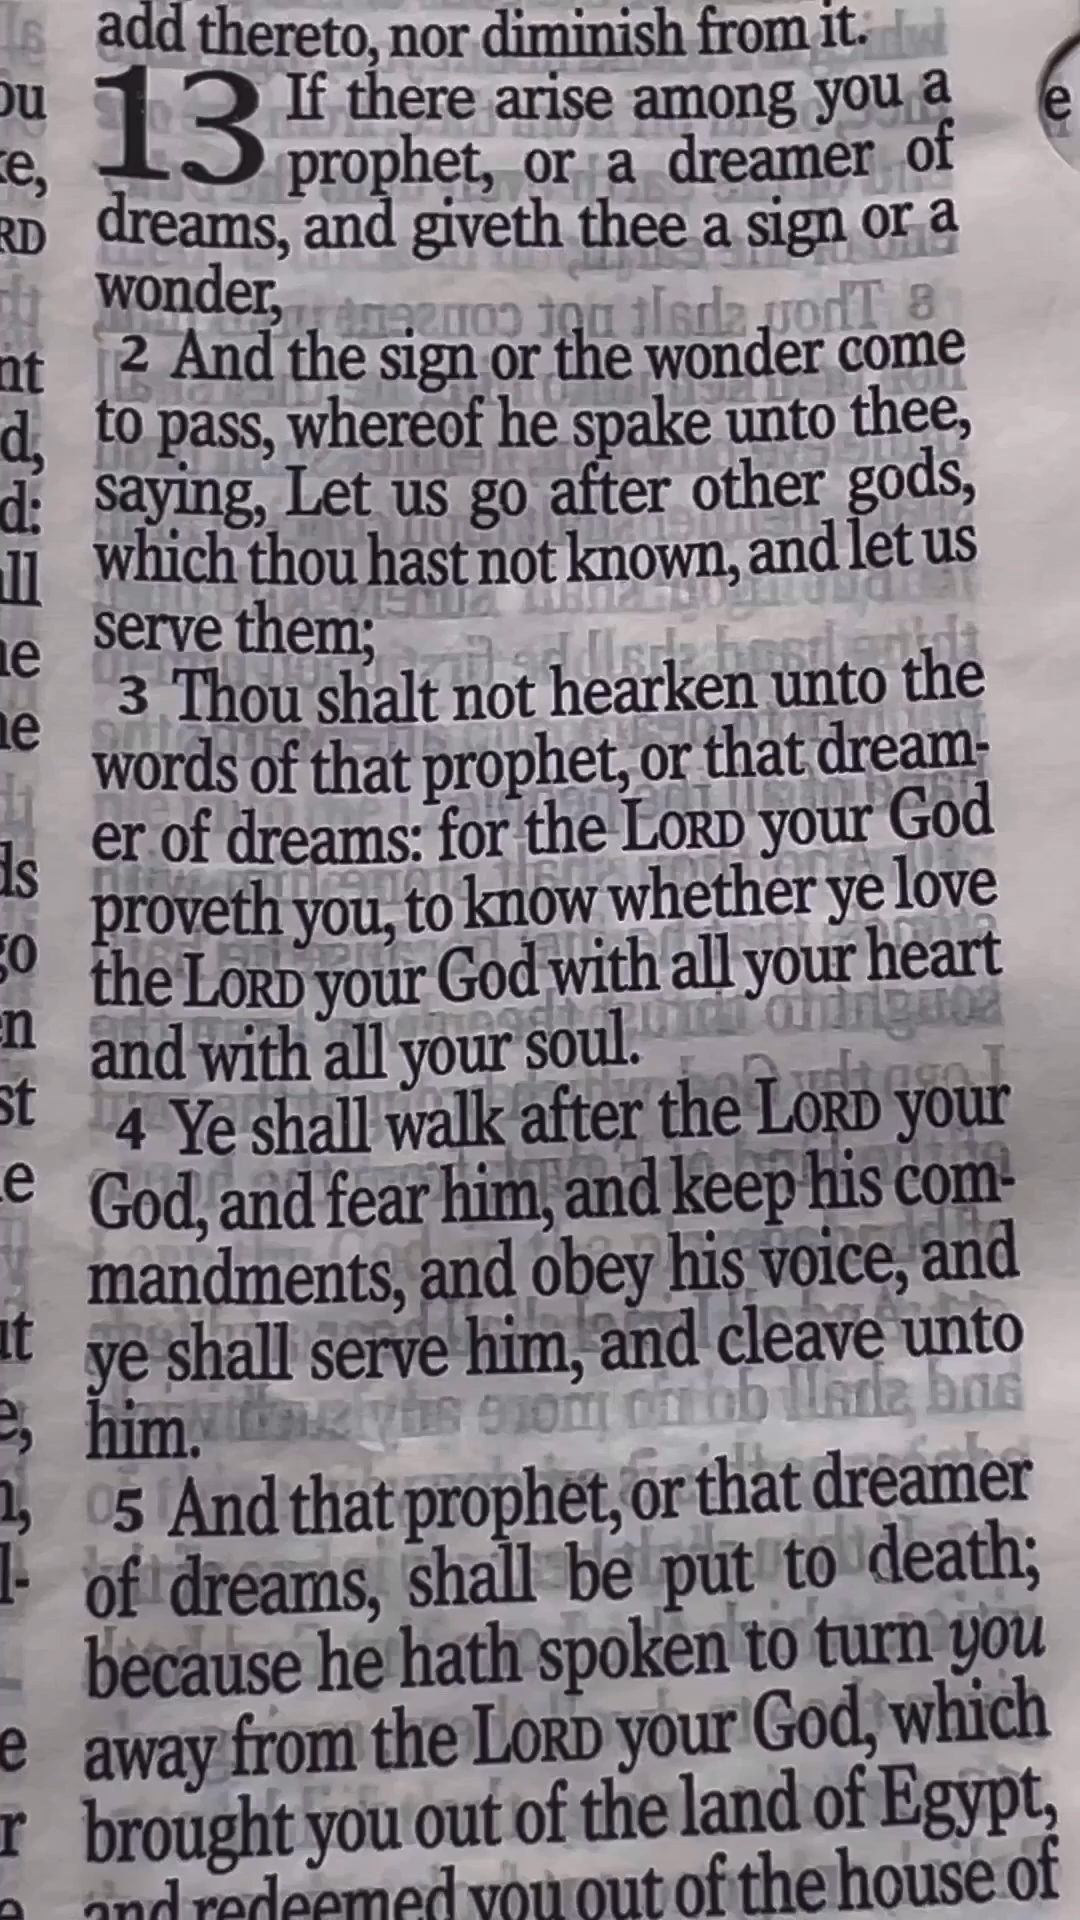 add thereto, nor diminish from it.
13 If there arise among you a
prophet, or a dreamer of
dreams, and giveth thee a sign or a
wonder,
2 And the sign or the wonder come
to pass, whereof he spake unto thee,
saying, Let us go after other gods,
which thou hast not known, and let us
serve them;
3 Thou shalt not hearken unto the
words of that prophet, or that dream-
er of dreams: for the LORD your God
proveth you, to know whether ye love
the LORD your God with all your heart
and with all your soul.
4 Ye shall walk after the LORD your
God, and fear him, and keep his com-
mandments, and obey his voice, and
ye shall serve him, and cleave unto
him.
5 And that prophet, or that dreamer
of dreams, shall be put to death;
because he hath spoken to turn you
away from the LORD your God, which
brought you out of the land of Egypt,
and redeemed you out of the house of